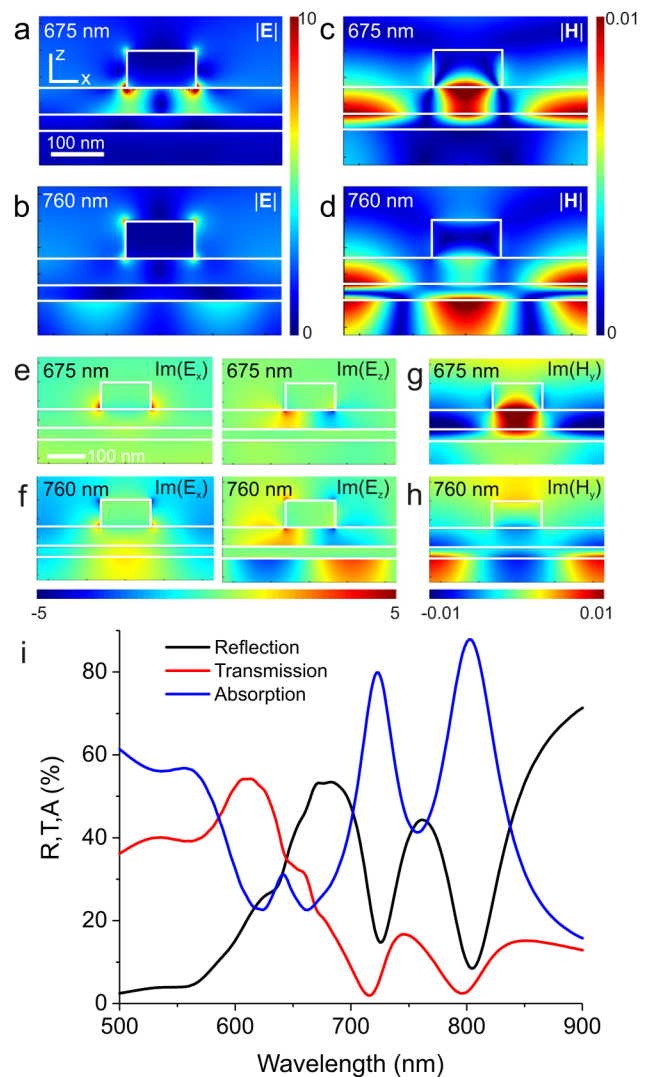 a 675 nm |E| 10
z
x
100 nm
c 675 nm |H| 0.01
b 760 nm |E|
0
d 760 nm |H|
0
e 675 nm Im(Ex) 675 nm Im(Ez) g 675 nm Im(Hy)
100 nm
f 760 nm Im(Ex) 760 nm Im(Ez) h 760 nm Im(Hy)
-5 5 -0.01 0.01
i
Reflection
Transmission
Absorption
80
60
40
20
0
R,T,A (%)
500 600 700 800 900
Wavelength (nm)